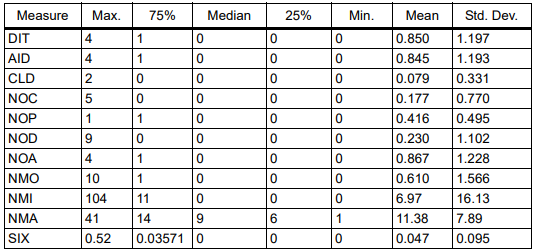 Measure Max. 75% Median 25% Min. Mean Std. Dev.
DIT 4 1 0 0 0 0.850 1.197
AID 4 1 0 0 0 0.845 1.193
CLD 2 0 0 0 0 0.079 0.331
NOC 5 0 0 0 0 0.177 0.770
NOP 1 1 0 0 0 0.416 0.495
NOD 9 0 0 0 0 0.230 1.102
NOA 4 1 0 0 0 0.867 1.228
NMO 10 1 0 0 0 0.610 1.566
NMI 104 11 0 0 0 6.97 16.13
NMA 41 14 9 6 1 11.38 7.89
SIX 0.52 0.03571 0 0 0 0.047 0.095